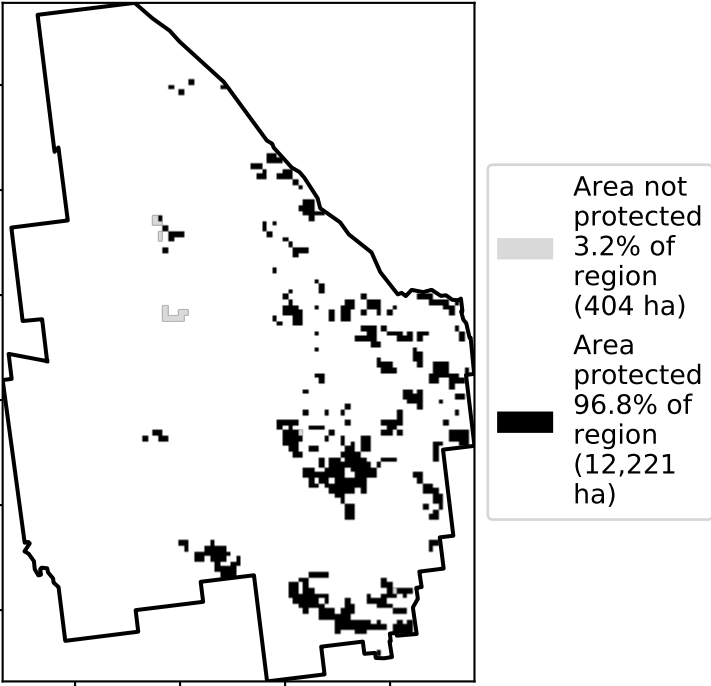 Area not
protected
3.2% of
region
(404 ha)
Area
protected
96.8% of
region
(12,221
ha)